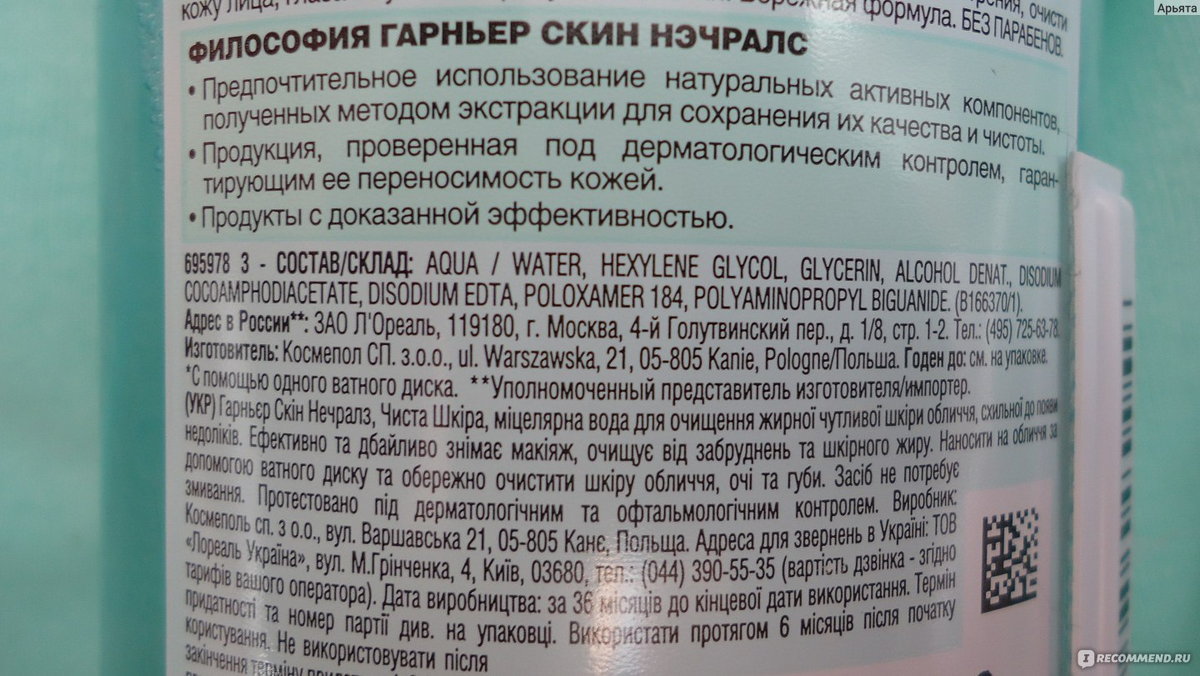 Арьята
кожу лица,
формула. БЕЗ ПАРАБЕНОВ.
очисти
ФИЛОСОФИЯ ГАРНЬЕР СКИН НЭЧРАЛС
• Предпочтительное использование натуральных активных компонентов,
полученных методом экстракции для сохранения их качества и чистоты.
• Продукция, проверенная под дерматологическим контролем, гаран-
тирующим ее переносимость кожей.
• Продукты с доказанной эффективностью.
695978 3 - СОСТАВ/СКЛАД: AQUA / WATER, HEXYLENE GLYCOL, GLYCERIN, ALCOHOL DENAT., DISODIUM
COCOAMPHODIACETATE, DISODIUM EDTA, POLOXAMER 184, POLYAMINOPROPYL BIGUANIDE. (B166370/1).
Адрес в России**: ЗАО Л'Ореаль, 119180, г. Москва, 4-й Голутвинский пер., д. 1/8, стр. 1-2. Тел.: (495) 725-63-78.
Изготовитель: Космепол СП. з.о.о., ul. Warszawska, 21, 05-805 Kanie, Pologne/Польша. Годен до: см. на упаковке.
*С помощью одного ватного диска. **Уполномоченный представитель изготовителя/импортер.
(УКР) Гарньєр Скін Нечралз, Чиста Шкіра, міцелярна вода для очищення жирної чутливої шкіри обличчя, схильної до появи
недоліків. Ефективно та дбайливо знімає макіяж, очищує від забруднень та шкірного жиру. Наносити на обличчя за
допомогою ватного диску та обережно очистити шкіру обличчя, очі та губи. Засіб не потребує
змивання. Протестовано під дерматологічним та офтальмологічним контролем. Виробник:
Космеполь сп. з о.о., вул. Варшавська 21, 05-805 Канє, Польща. Адреса для звернень в Україні: ТОВ
«Лореаль Україна», вул. М.Грінченка, 4, Київ, 03680, тел.: (044) 390-55-35 (вартість дзвінка - згідно
тарифів вашого оператора). Дата виробництва: за 36 місяців до кінцевої дати використання. Термін
придатності та номер партії див. на упаковці. Використати протягом 6 місяців після початку
користування. Не використовувати після
закінчення терміну
I RECOMMEND.RU